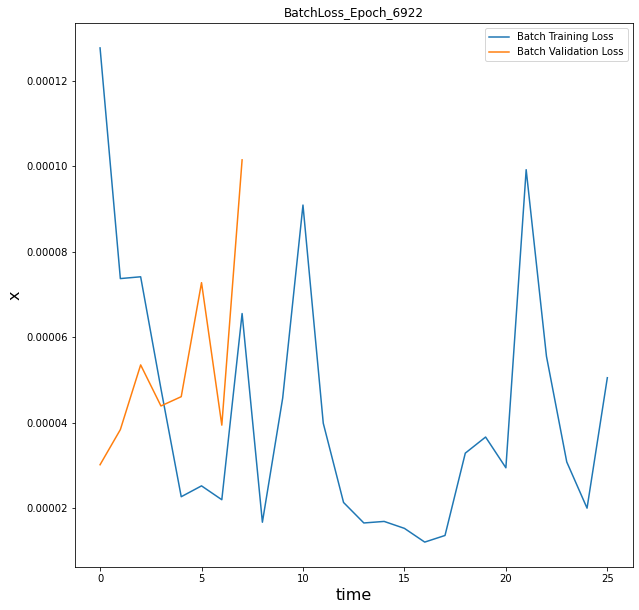 BatchLoss_Epoch_6922
Batch Training Loss
Batch Validation Loss
0.00012
0.00010
0.00008
0.00006
0.00004
0.00002
x
0 5 10 15 20 25
time